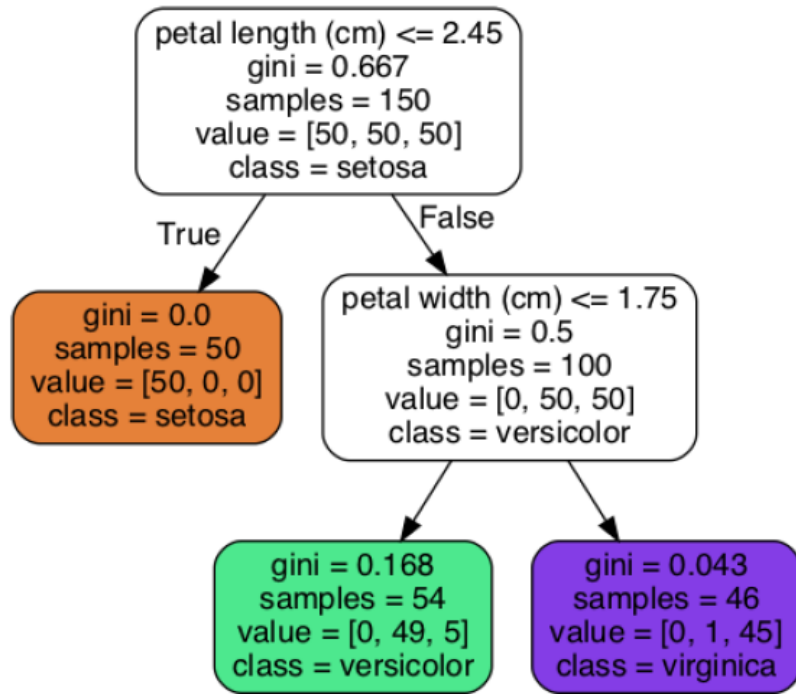 petal length (cm) <= 2.45
gini = 0.667
samples = 150
value = [50, 50, 50]
class = setosa
True
False
gini = 0.0
samples = 50
value = [50, 0, 0]
class = setosa
petal width (cm) <= 1.75
gini = 0.5
samples = 100
value = [0, 50, 50]
class = versicolor
gini = 0.168
samples = 54
value = [0, 49, 5]
class = versicolor
gini = 0.043
samples = 46
value = [0, 1, 45]
class = virginica